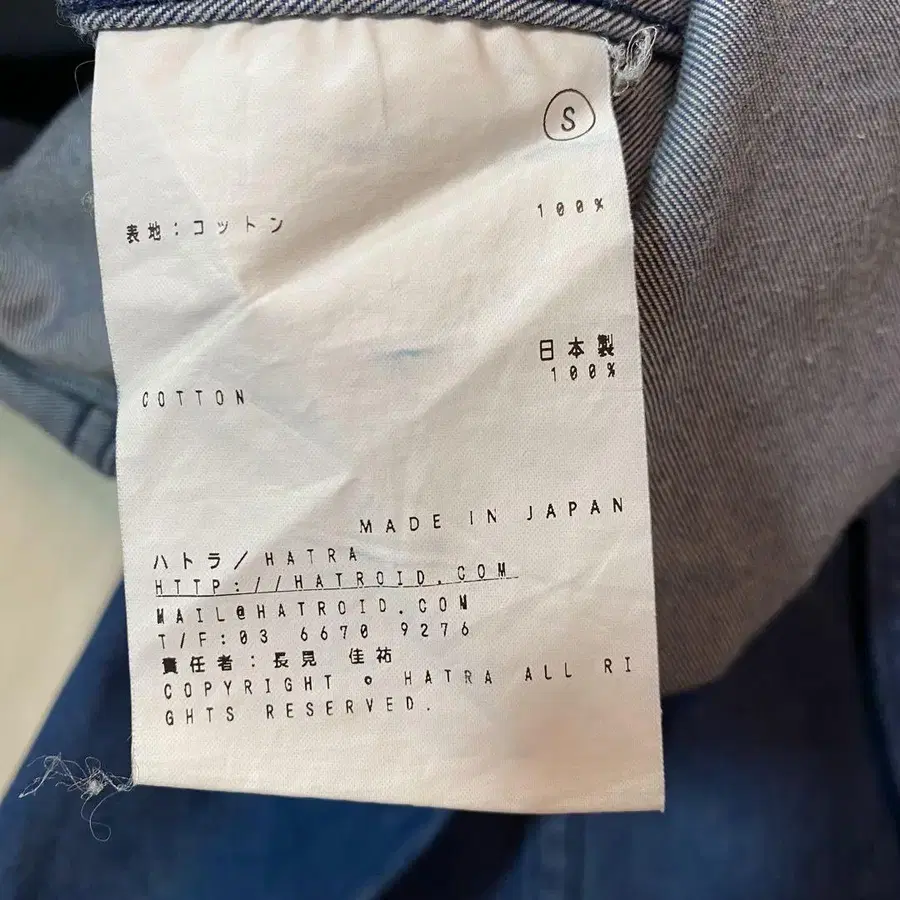 S
表地:コットン 100%
日本製
COTTON 100%
MADE IN JAPAN
ハトラ/HATRA
HTTP://HATROID.COM
MAIL@HATROID.COM
T/F:03 6670 9276
責任者:長見 佳祐
COPYRIGHT © HATRA ALL RI
GHTS RESERVED.